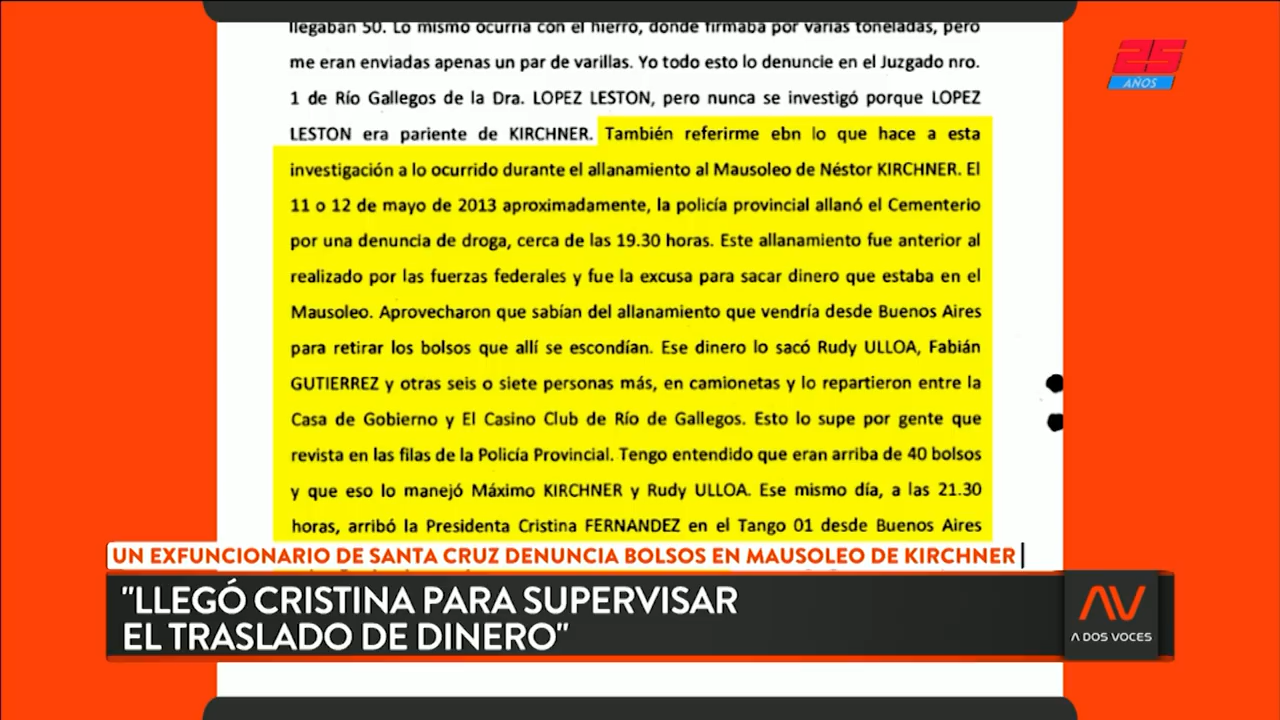 llegaban 50. Lo mismo ocurría con el hierro, donde firmaba por varias toneladas, pero
me eran enviadas apenas un par de varillas. Yo todo esto lo denuncie en el Juzgado nro.
1 de Río Gallegos de la Dra. LOPEZ LESTON, pero nunca se investigó porque LOPEZ
LESTON era pariente de KIRCHNER. También referirme ebn lo que hace a esta
investigación a lo ocurrido durante el allanamiento al Mausoleo de Néstor KIRCHNER. El
11 o 12 de mayo de 2013 aproximadamente, la policía provincial allanó el Cementerio
por una denuncia de droga, cerca de las 19.30 horas. Este allanamiento fue anterior al
realizado por las fuerzas federales y fue la excusa para sacar dinero que estaba en el
Mausoleo. Aprovecharon que sabían del allanamiento que vendría desde Buenos Aires
para retirar los bolsos que allí se escondían. Ese dinero lo sacó Rudy ULLOA, Fabián
GUTIERREZ y otras seis o siete personas más, en camionetas y lo repartieron entre la
Casa de Gobierno y El Casino Club de Río de Gallegos. Esto lo supe por gente que
revista en las filas de la Policía Provincial. Tengo entendido que eran arriba de 40 bolsos
y que eso lo manejó Máximo KIRCHNER y Rudy ULLOA. Ese mismo día, a las 21.30
horas, arribó la Presidenta Cristina FERNANDEZ en el Tango 01 desde Buenos Aires
25
AÑOS
UN EXFUNCIONARIO DE SANTA CRUZ DENUNCIA BOLSOS EN MAUSOLEO DE KIRCHNER
"LLEGÓ CRISTINA PARA SUPERVISAR
EL TRASLADO DE DINERO"
AV
A DOS VOCES